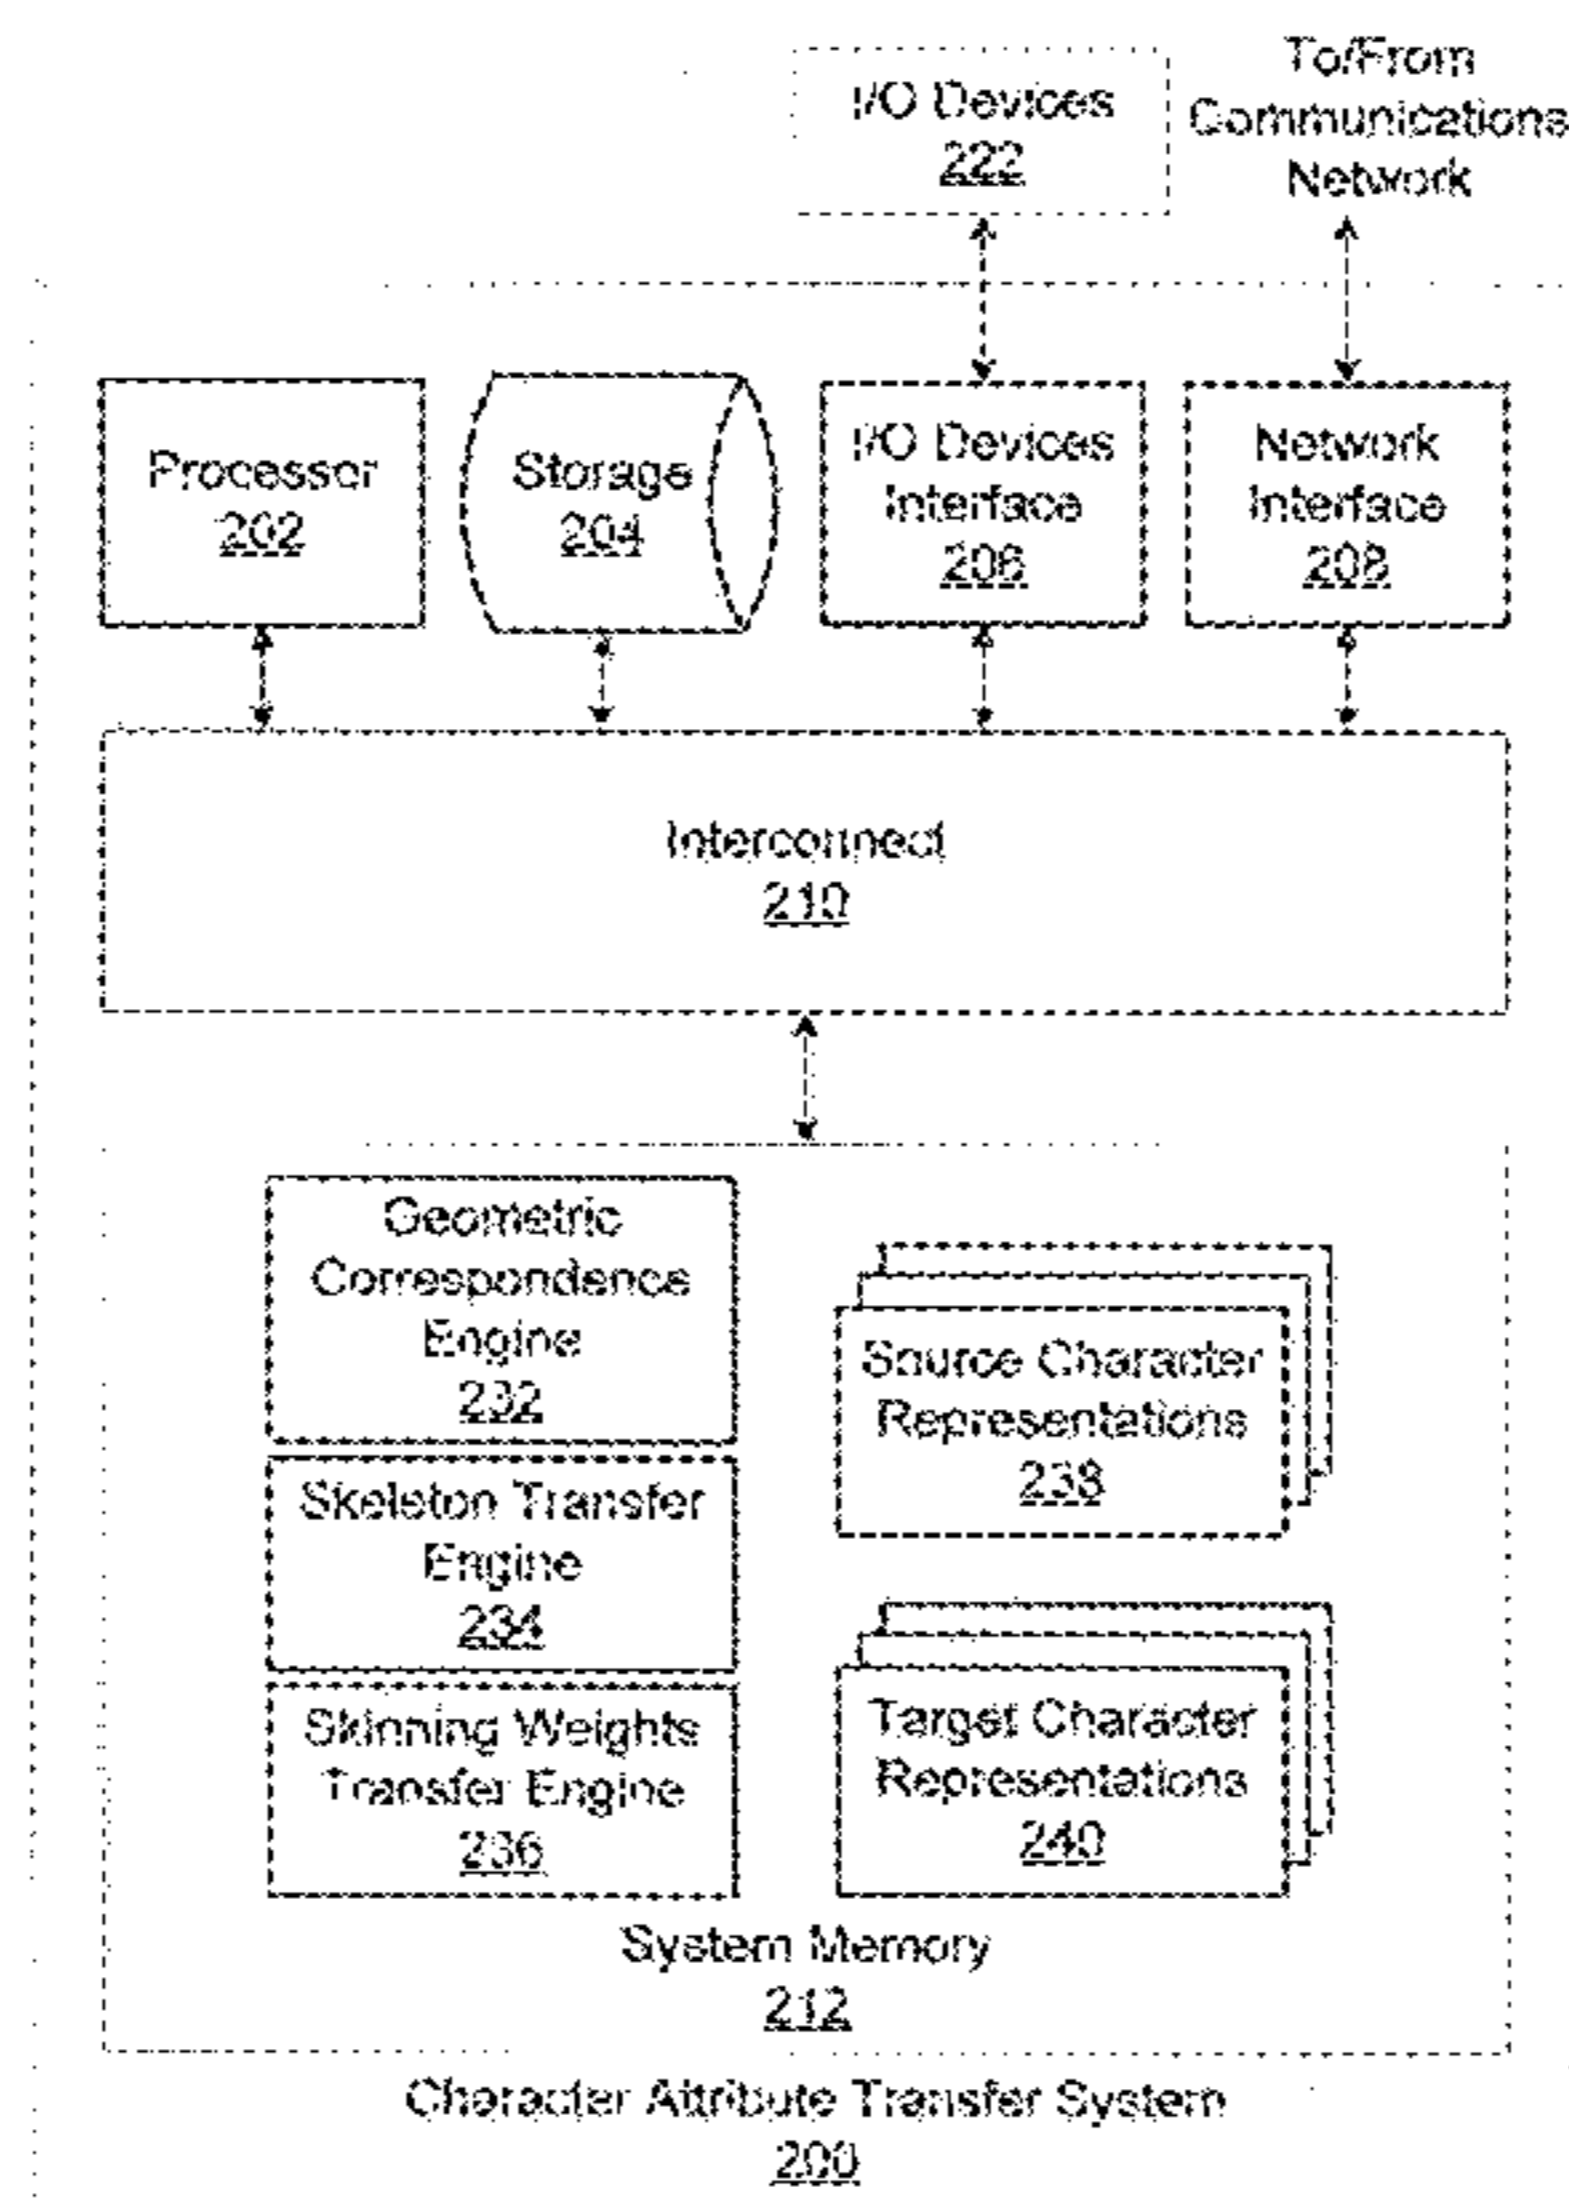 I/O Devices
222
To/From
Communications
Network
Processor
202
Storage
204
I/O Devices
Interface
206
Network
Interface
208
Interconnect
210
Geometric
Correspondence
Engine
232
Skeleton Transfer
Engine
234
Skinning Weights
Transfer Engine
236
Source Character
Representations
238
Target Character
Representations
240
System Memory
212
Character Attribute Transfer System
200